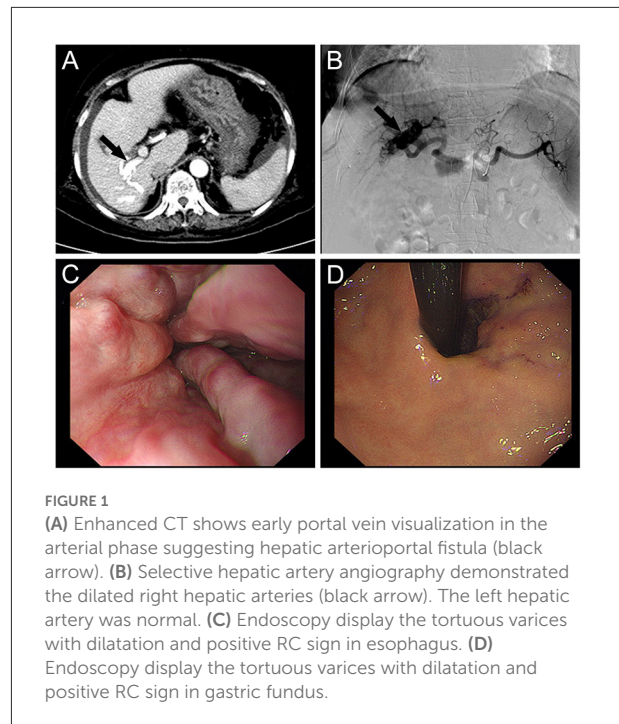 A
B
C
D
FIGURE 1
(A) Enhanced CT shows early portal vein visualization in the
arterial phase suggesting hepatic arterioportal fistula (black
arrow). (B) Selective hepatic artery angiography demonstrated
the dilated right hepatic arteries (black arrow). The left hepatic
artery was normal. (C) Endoscopy display the tortuous varices
with dilatation and positive RC sign in esophagus. (D)
Endoscopy display the tortuous varices with dilatation and
positive RC sign in gastric fundus.